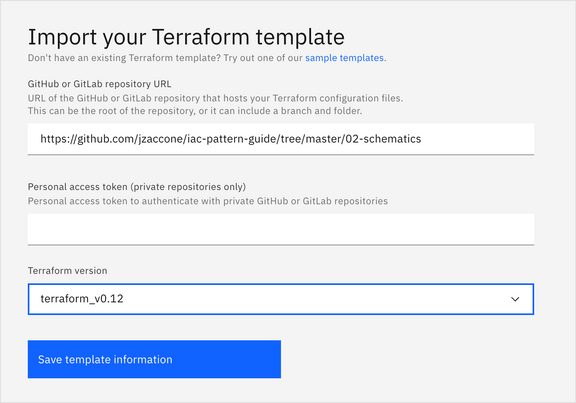 Import your Terraform template
Don't have an existing Terraform template? Try out one of our sample templates.
GitHub or GitLab repository URL
URL of the GitHub or GitLab repository that hosts your Terraform configuration files.
This can be the root of the repository, or it can include a branch and folder.
https://github.com/jzaccone/iac-pattern-guide/tree/master/02-schematics
Personal access token (private repositories only)
Personal access token to authenticate with private GitHub or GitLab repositories
Terraform version
terraform_v0.12
Save template information